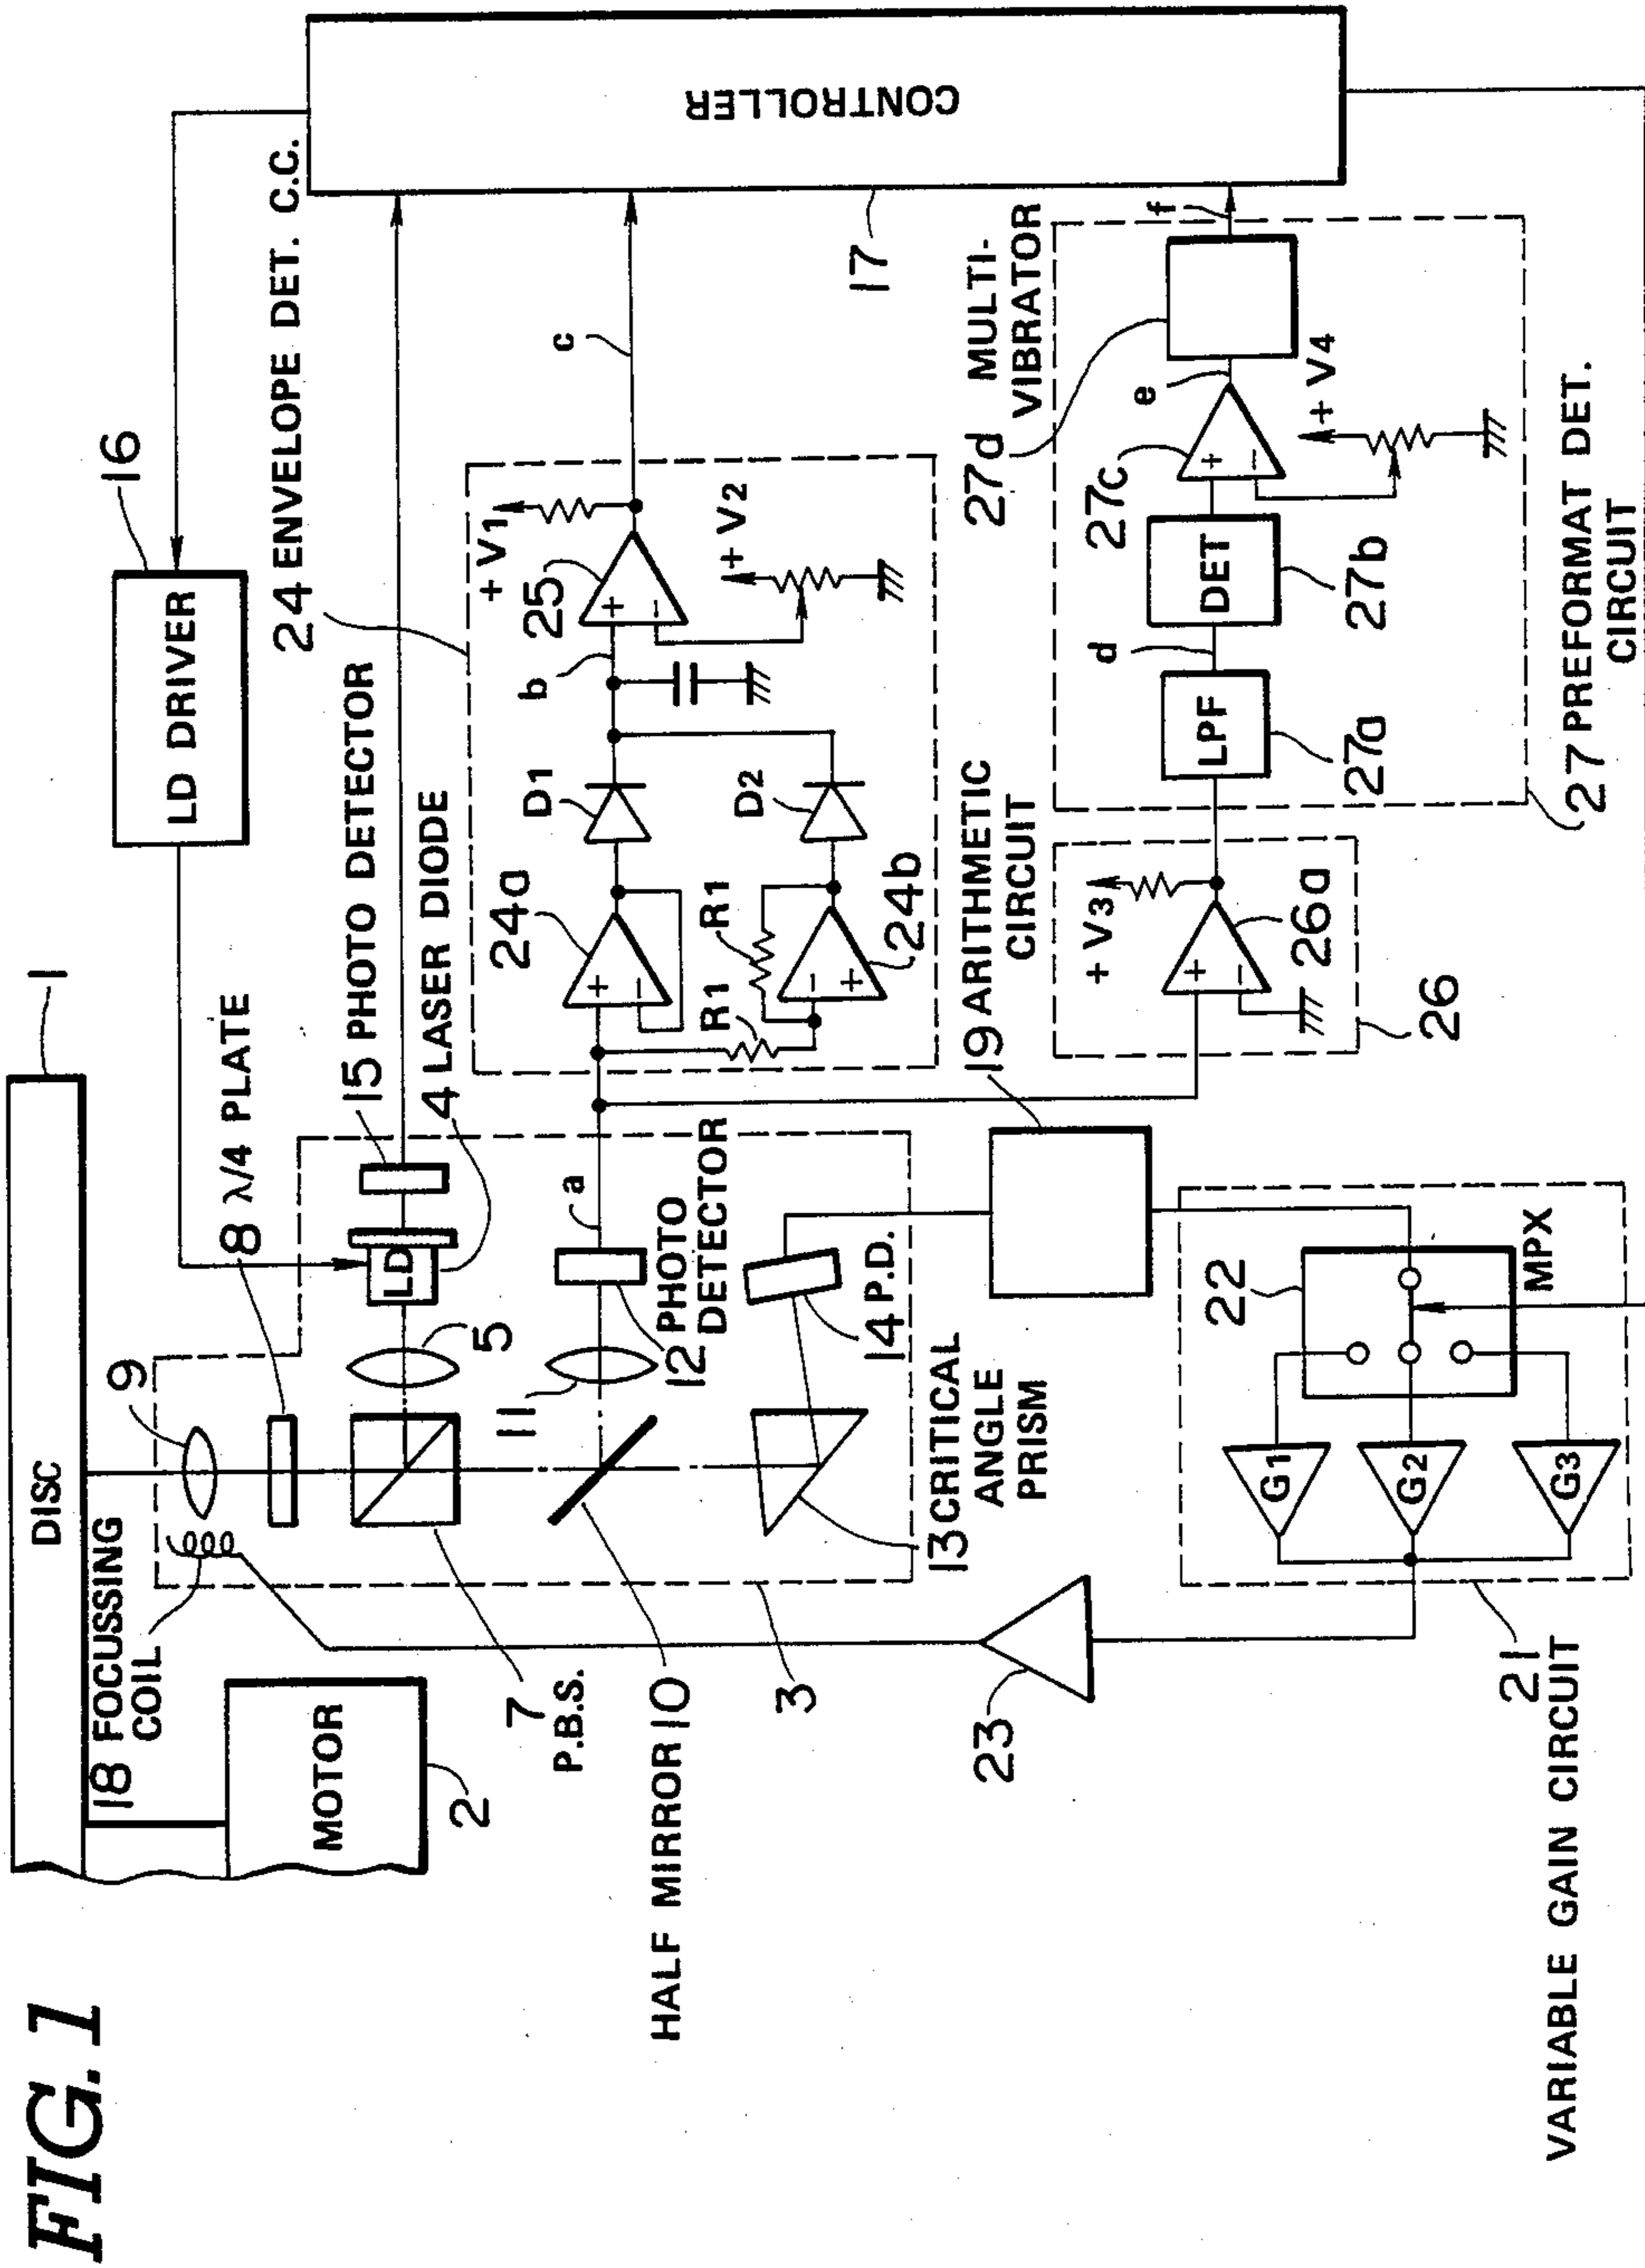 FIG. 1
DISC
1
18 FOCUSSING
COIL
MOTOR
2
9
8 λ/4 PLATE
16
LD DRIVER
15 PHOTO DETECTOR
4 LASER DIODE
LD
5
7
P.B.S.
HALF MIRROR 10
11
a
12 PHOTO
DETECTOR
3
13 CRITICAL
ANGLE
PRISM
14 P.D.
24 ENVELOPE DET. C.C.
24a
+
−
D1
R1
R1
24b
−
+
D2
b
25
+
−
+V1
+V2
c
CONTROLLER
17
19 ARITHMETIC
CIRCUIT
+V3
+
−
26a
26
LPF
27a
d
DET
27b
27c
+
−
e
+V4
MULTI-
VIBRATOR
27d
f
27 PREFORMAT DET.
CIRCUIT
23
22
MPX
G1
G2
G3
21
VARIABLE GAIN CIRCUIT